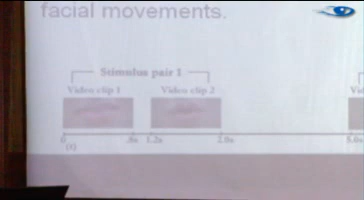 facial movements.
Stimulus pair 1
Video clip 1 Video clip 2
0 .8s 1.2s 2.0s
(t)